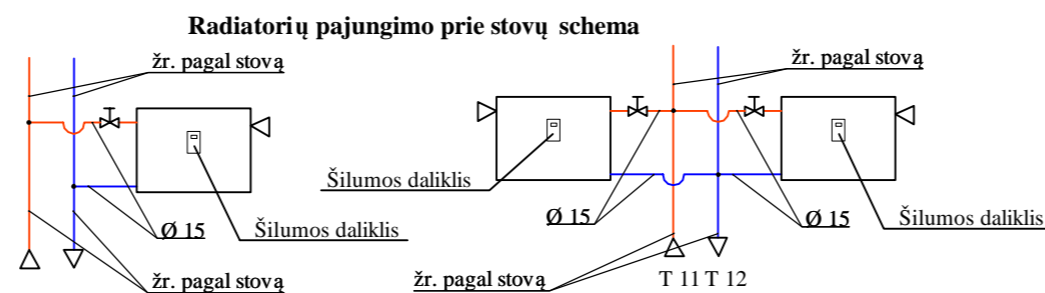 Radiatorių pajungimo prie stovų schema
žr. pagal stovą
žr. pagal stovą
Šilumos daliklis
Ø 15
Šilumos daliklis
Ø 15
Ø 15
Šilumos daliklis
žr. pagal stovą
žr. pagal stovą
T 11 T 12